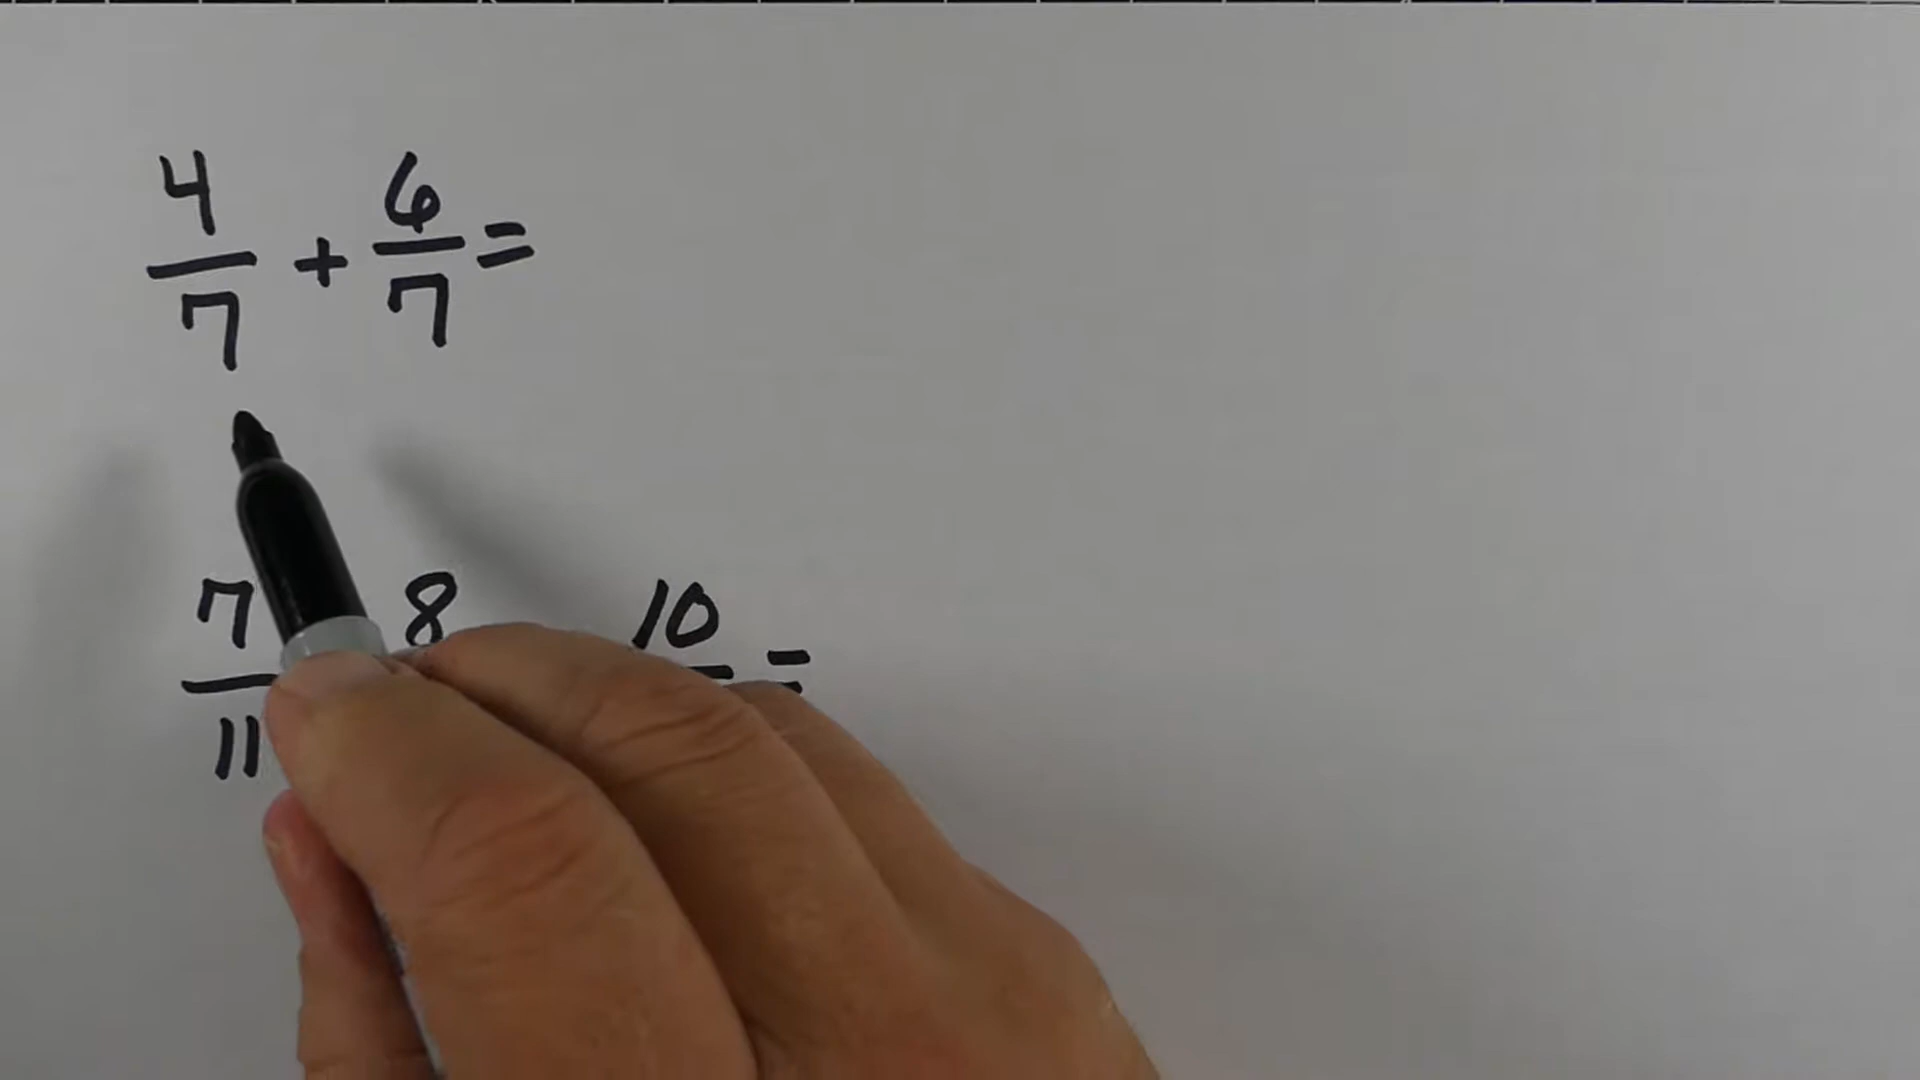 4/7 + 6/7 =
7/11 8 10 =